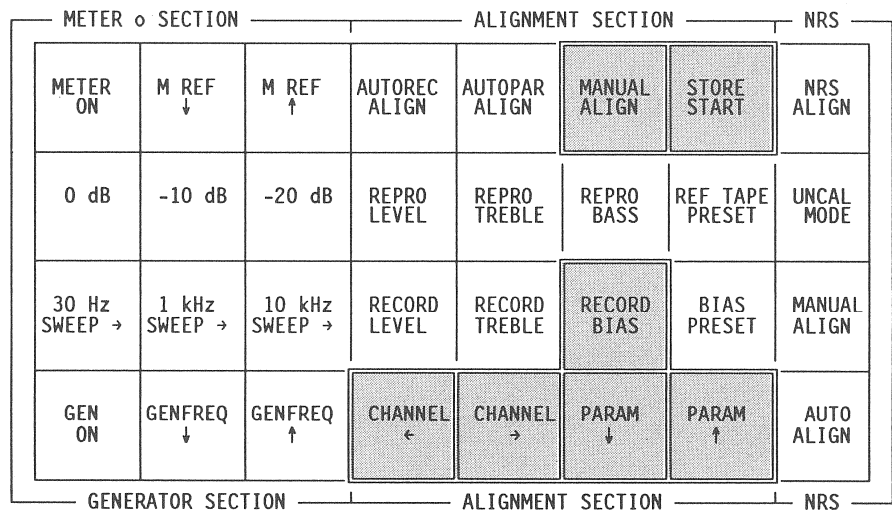 METER o SECTION ALIGNMENT SECTION NRS
METER M REF M REF AUTOREC AUTOPAR MANUAL STORE NRS
ON ↓ ↑ ALIGN ALIGN ALIGN START ALIGN
0 dB -10 dB -20 dB REPRO REPRO REPRO REF TAPE UNCAL
LEVEL TREBLE BASS PRESET MODE
30 Hz 1 kHz 10 kHz RECORD RECORD RECORD BIAS MANUAL
SWEEP → SWEEP → SWEEP → LEVEL TREBLE BIAS PRESET ALIGN
GEN GENFREQ GENFREQ CHANNEL CHANNEL PARAM PARAM AUTO
ON ↓ ↑ ← → ↓ ↑ ALIGN
GENERATOR SECTION ALIGNMENT SECTION NRS